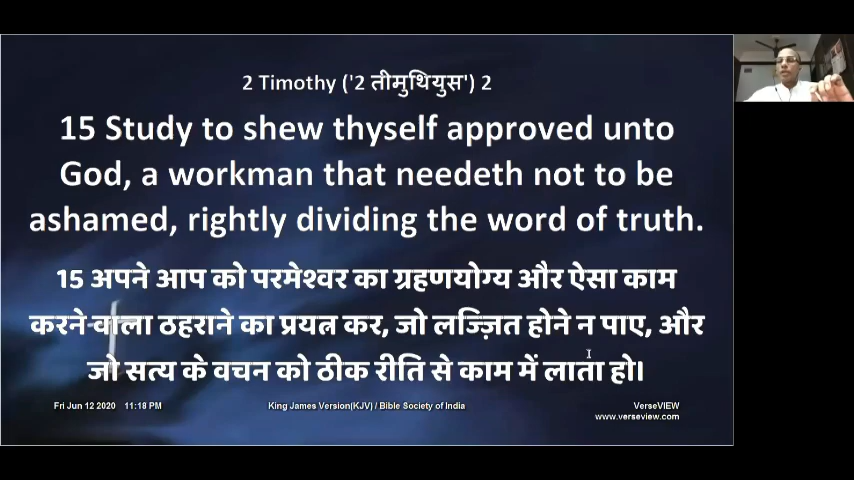 2 Timothy ('2 तीमुथियुस') 2
15 Study to shew thyself approved unto
God, a workman that needeth not to be
ashamed, rightly dividing the word of truth.
15 अपने आप को परमेश्वर का ग्रहणयोग्य और ऐसा काम
करने वाला ठहराने का प्रयत्न कर, जो लज्ज़ित होने न पाए, और
जो सत्य के वचन को ठीक रीति से काम में लाता हो।
Fri Jun 12 2020 11:18 PM King James Version(KJV) / Bible Society of India VerseVIEW
www.verseview.com